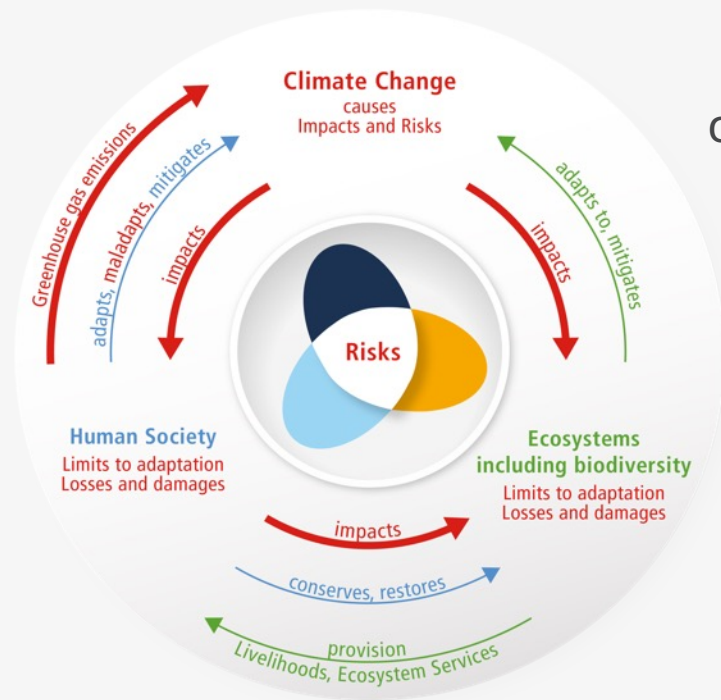 Climate Change
causes
Impacts and Risks
Greenhouse gas emissions
adapts, maladapts, mitigates
impacts
impacts
adapts to, mitigates
Risks
Human Society
Limits to adaptation
Losses and damages
Ecosystems
including biodiversity
Limits to adaptation
Losses and damages
impacts
conserves, restores
provision
Livelihoods, Ecosystem Services